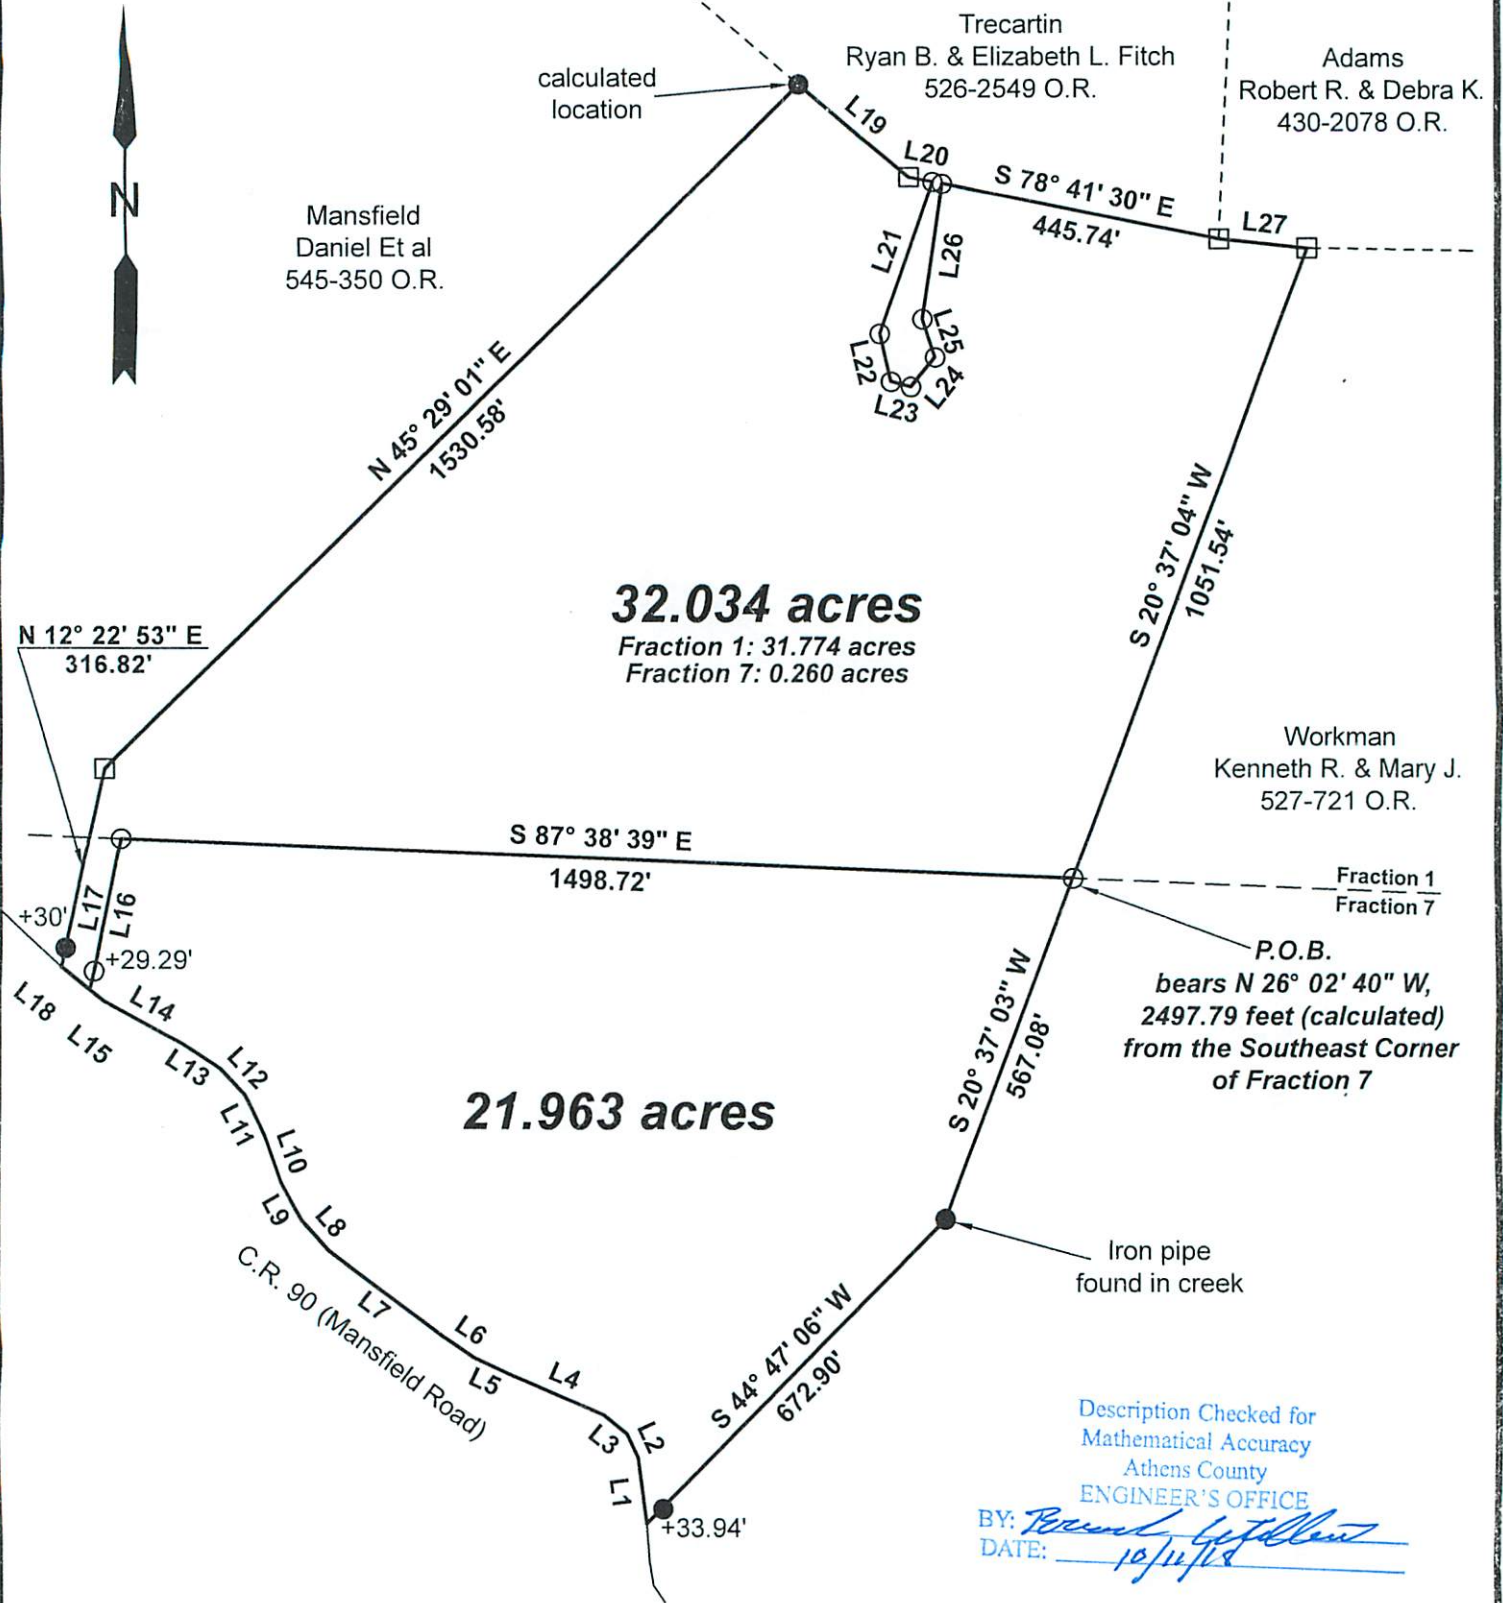 Trecartin
Ryan B. & Elizabeth L. Fitch
526-2549 O.R.
Adams
Robert R. & Debra K.
430-2078 O.R.
calculated
location
L19
L20
S 78° 41' 30" E
445.74'
L27
N
Mansfield
Daniel Et al
545-350 O.R.
L21
L26
L25
L22
L24
L23
N 45° 29' 01" E
1530.58'
S 20° 37' 04" W
1051.54'
32.034 acres
Fraction 1: 31.774 acres
Fraction 7: 0.260 acres
N 12° 22' 53" E
316.82'
Workman
Kenneth R. & Mary J.
527-721 O.R.
S 87° 38' 39" E
1498.72'
Fraction 1
Fraction 7
L17
L16
+30'
+29.29'
P.O.B.
bears N 26° 02' 40" W,
2497.79 feet (calculated)
from the Southeast Corner
of Fraction 7
L18
L15
L14
L13
L12
L11
L10
L9
L8
S 20° 37' 03" W
567.08'
21.963 acres
Iron pipe
found in creek
C.R. 90 (Mansfield Road)
L7
L6
L5
L4
L3
L2
L1
S 44° 47' 06" W
672.90'
+33.94'
Description Checked for
Mathematical Accuracy
Athens County
ENGINEER'S OFFICE
BY:
DATE: 10/11/18